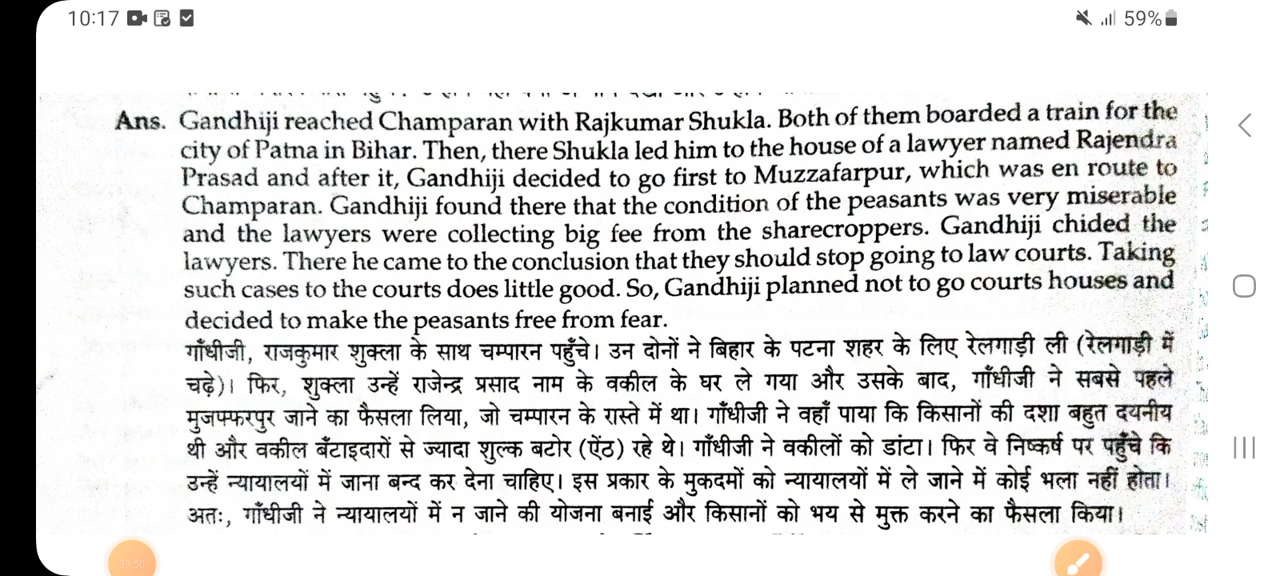 10:17
59%
Ans. Gandhiji reached Champaran with Rajkumar Shukla. Both of them boarded a train for the
city of Patna in Bihar. Then, there Shukla led him to the house of a lawyer named Rajendra
Prasad and after it, Gandhiji decided to go first to Muzzafarpur, which was en route to
Champaran. Gandhiji found there that the condition of the peasants was very miserable
and the lawyers were collecting big fee from the sharecroppers. Gandhiji chided the
lawyers. There he came to the conclusion that they should stop going to law courts. Taking
such cases to the courts does little good. So, Gandhiji planned not to go courts houses and
decided to make the peasants free from fear.
गाँधीजी, राजकुमार शुक्ला के साथ चम्पारन पहुँचे। उन दोनों ने बिहार के पटना शहर के लिए रेलगाड़ी ली (रेलगाड़ी में
चढ़े)। फिर, शुक्ला उन्हें राजेन्द्र प्रसाद नाम के वकील के घर ले गया और उसके बाद, गाँधीजी ने सबसे पहले
मुजफ्फरपुर जाने का फैसला लिया, जो चम्पारन के रास्ते में था। गाँधीजी ने वहाँ पाया कि किसानों की दशा बहुत दयनीय
थी और वकील बँटाइदारों से ज्यादा शुल्क बटोर (ऐंठ) रहे थे। गाँधीजी ने वकीलों को डांटा। फिर वे निष्कर्ष पर पहुँचे कि
उन्हें न्यायालयों में जाना बन्द कर देना चाहिए। इस प्रकार के मुकदमों को न्यायालयों में ले जाने में कोई भला नहीं होता।
अतः, गाँधीजी ने न्यायालयों में न जाने की योजना बनाई और किसानों को भय से मुक्त करने का फैसला किया।
39:50